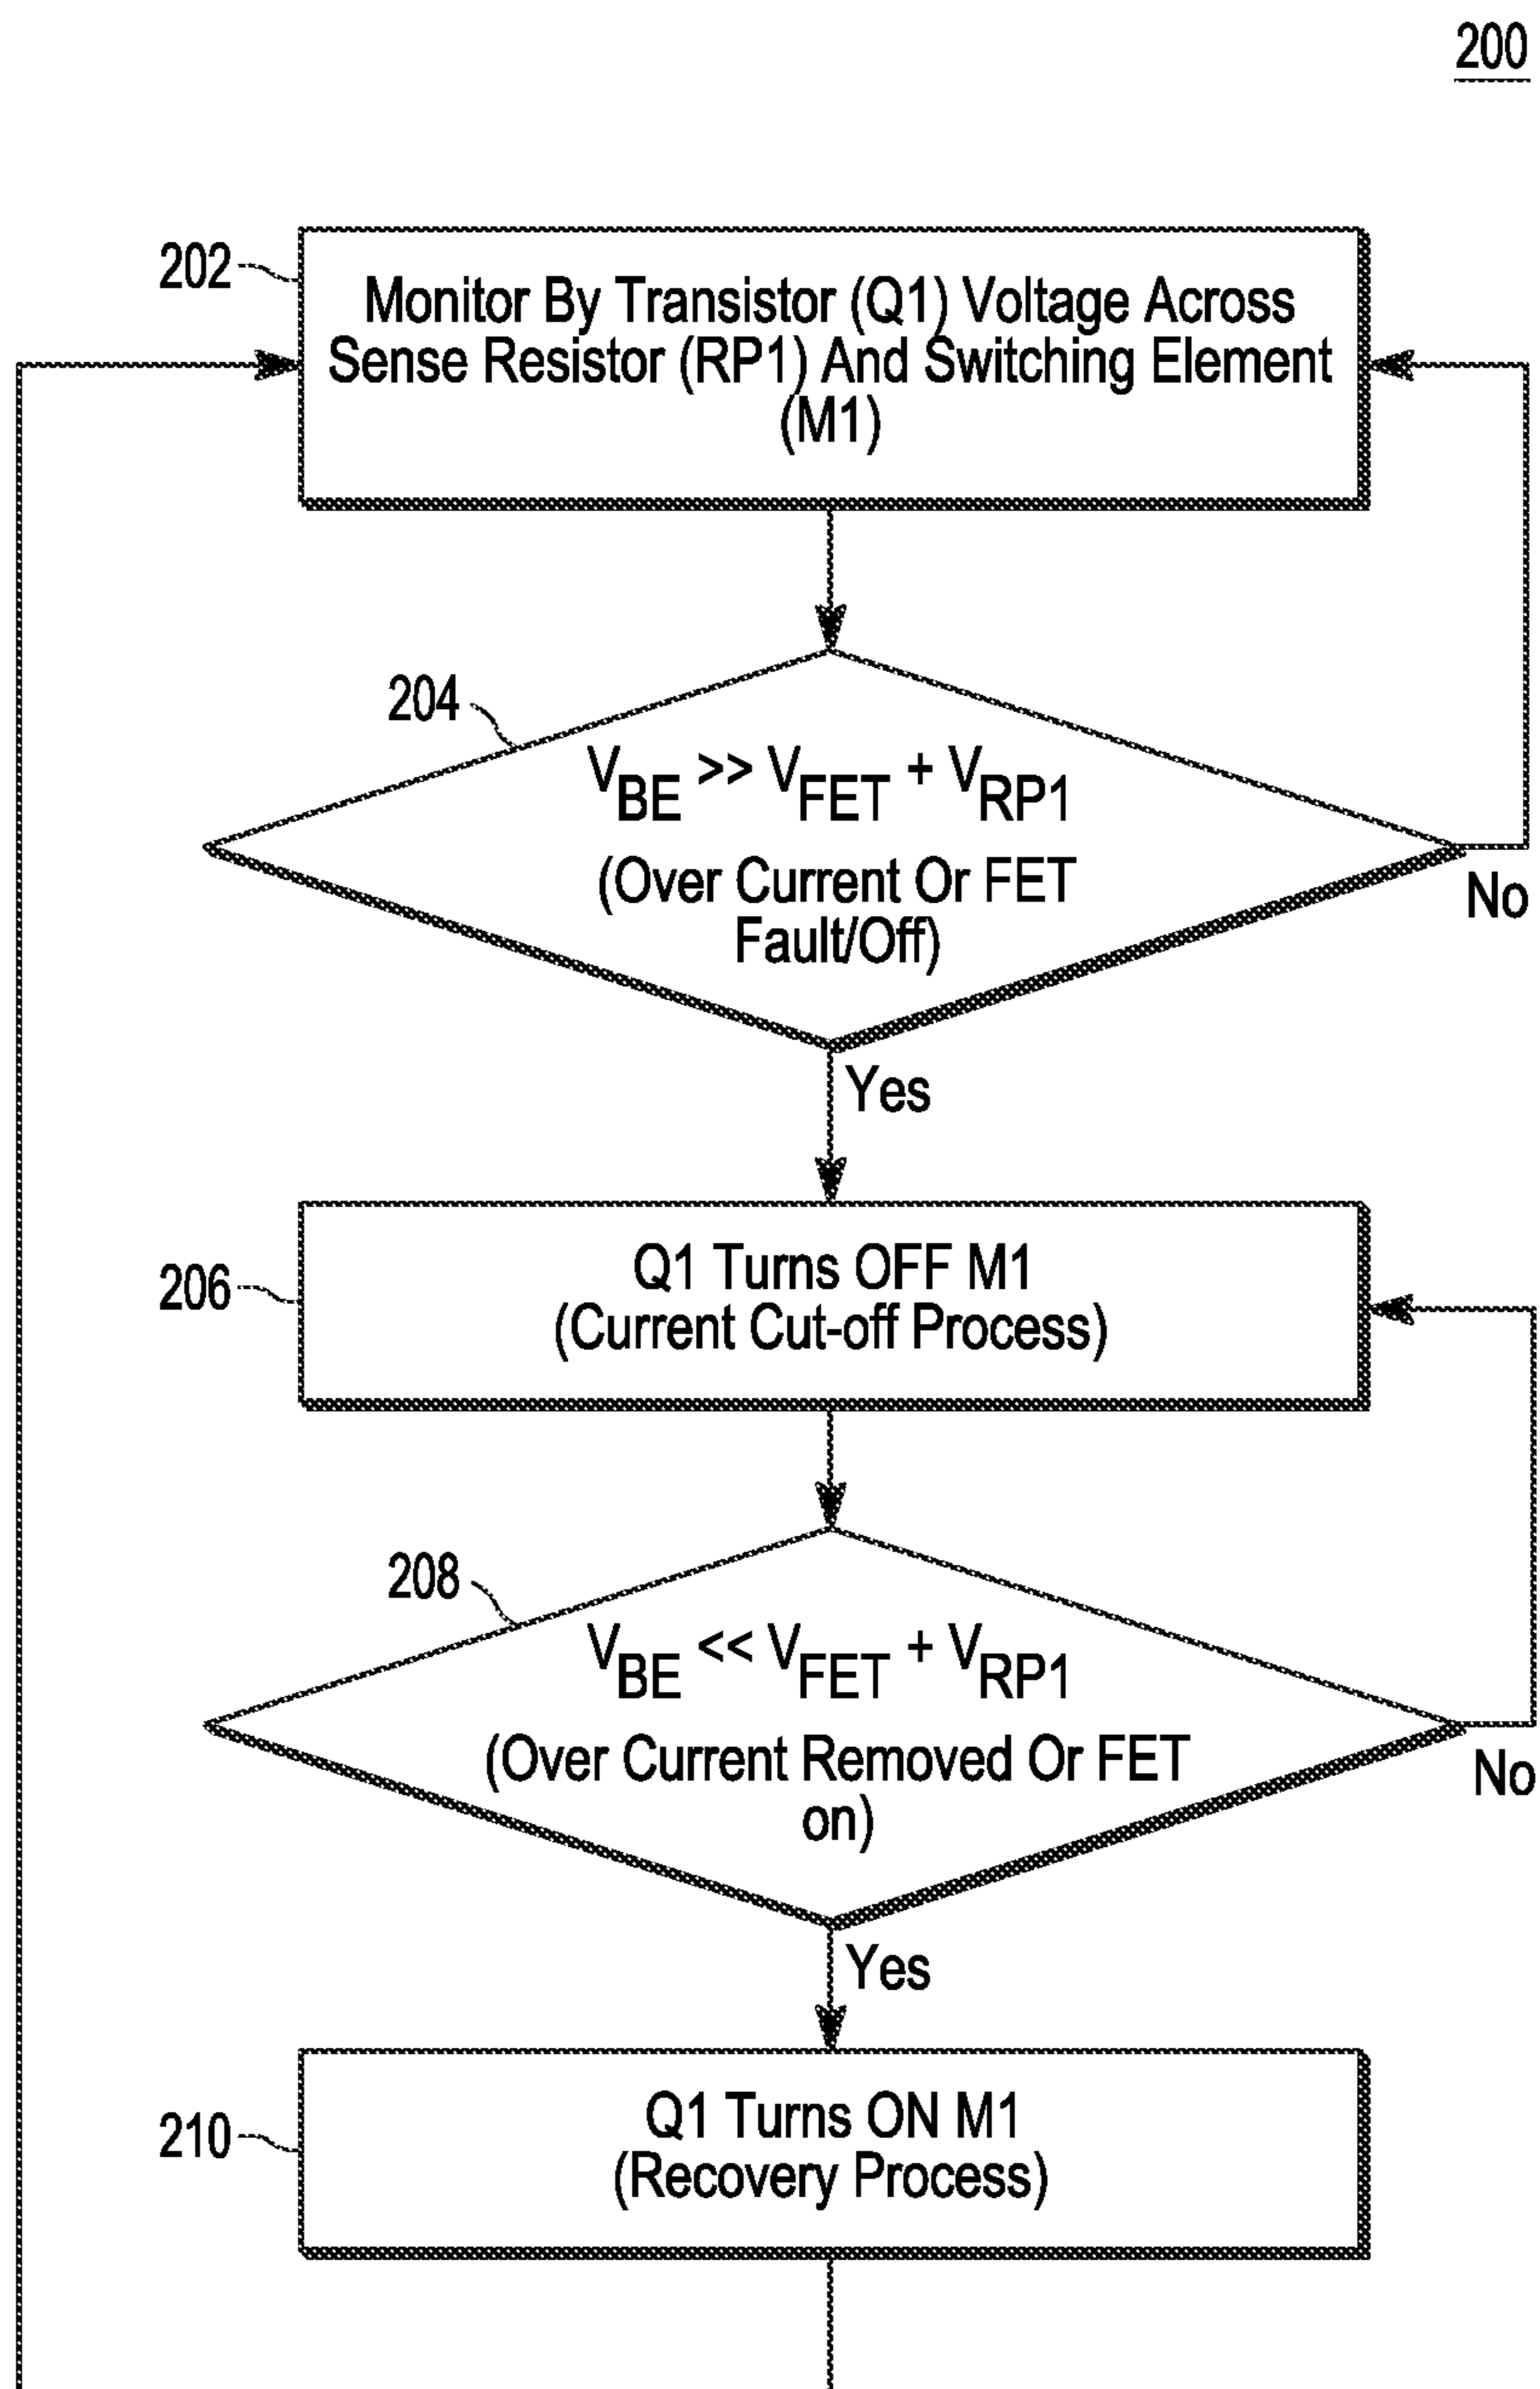 200
202
Monitor By Transistor (Q1) Voltage Across
Sense Resistor (RP1) And Switching Element
(M1)
204
VBE >> VFET + VRP1
(Over Current Or FET
Fault/Off)
No
Yes
206
Q1 Turns OFF M1
(Current Cut-off Process)
208
VBE << VFET + VRP1
(Over Current Removed Or FET
on)
No
Yes
210
Q1 Turns ON M1
(Recovery Process)